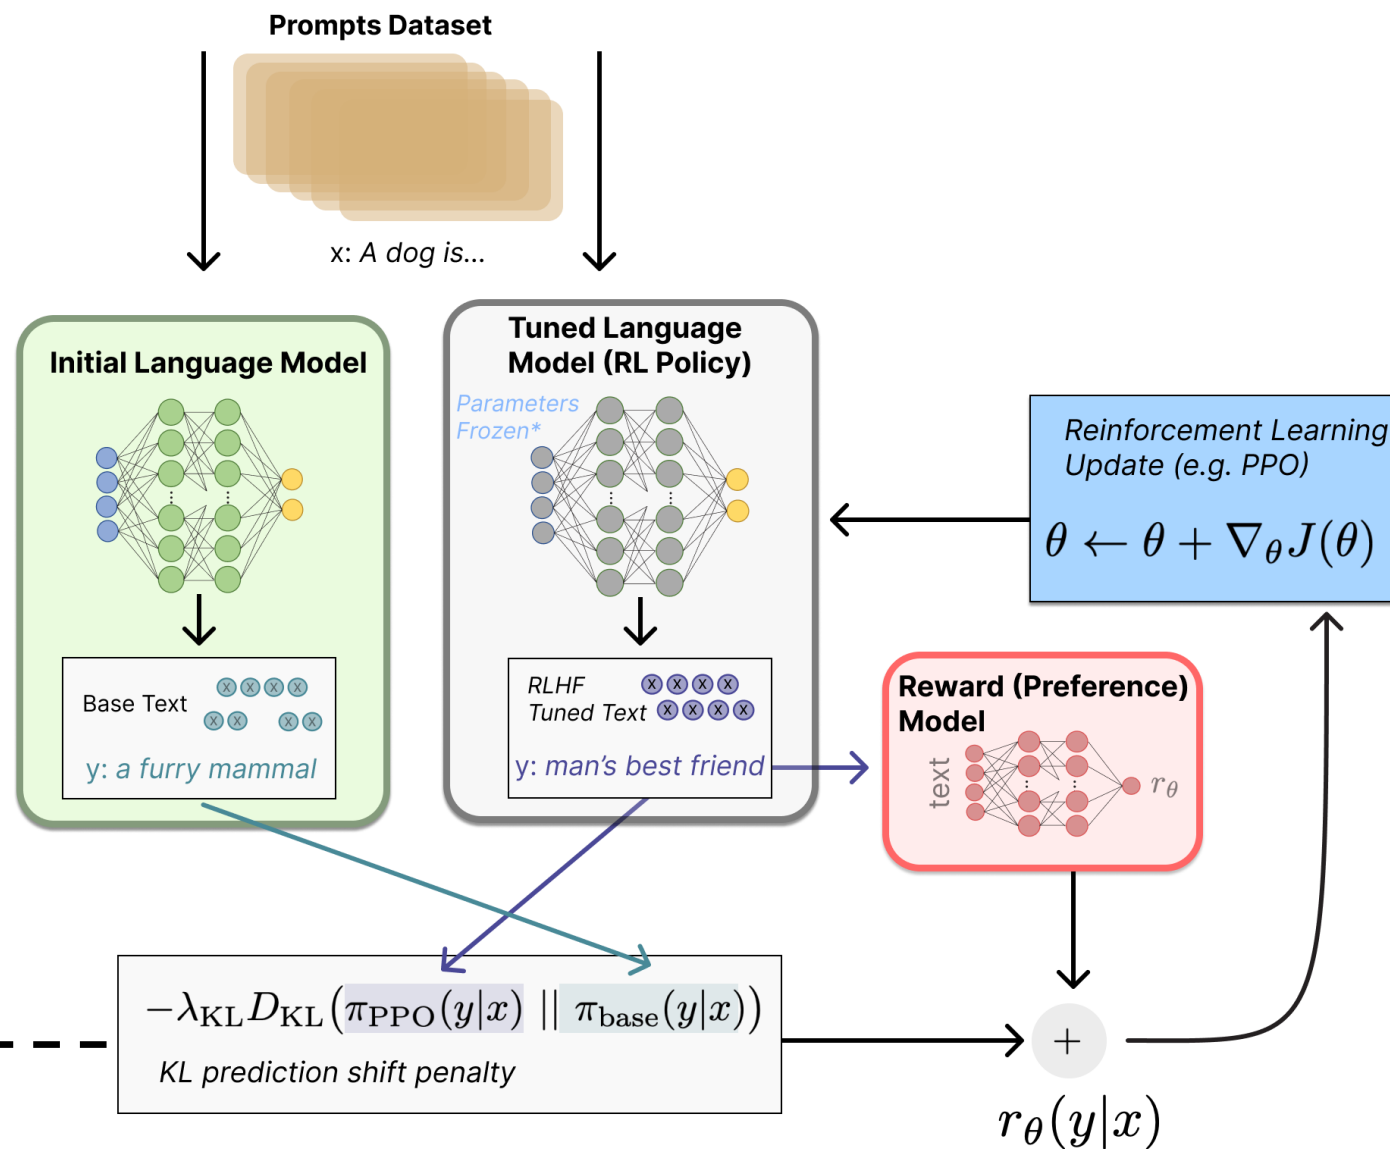 Prompts Dataset
x: A dog is...
Initial Language Model
Tuned Language
Model (RL Policy)
Parameters
Frozen*
Reinforcement Learning
Update (e.g. PPO)
θ ← θ + ∇θJ(θ)
Base Text
x x x x
x x x x
y: a furry mammal
RLHF
Tuned Text
x x x x
x x x x
y: man's best friend
Reward (Preference)
Model
text
rθ
−λKL DKL(πPPO(y|x) || πbase(y|x))
KL prediction shift penalty
+
rθ(y|x)